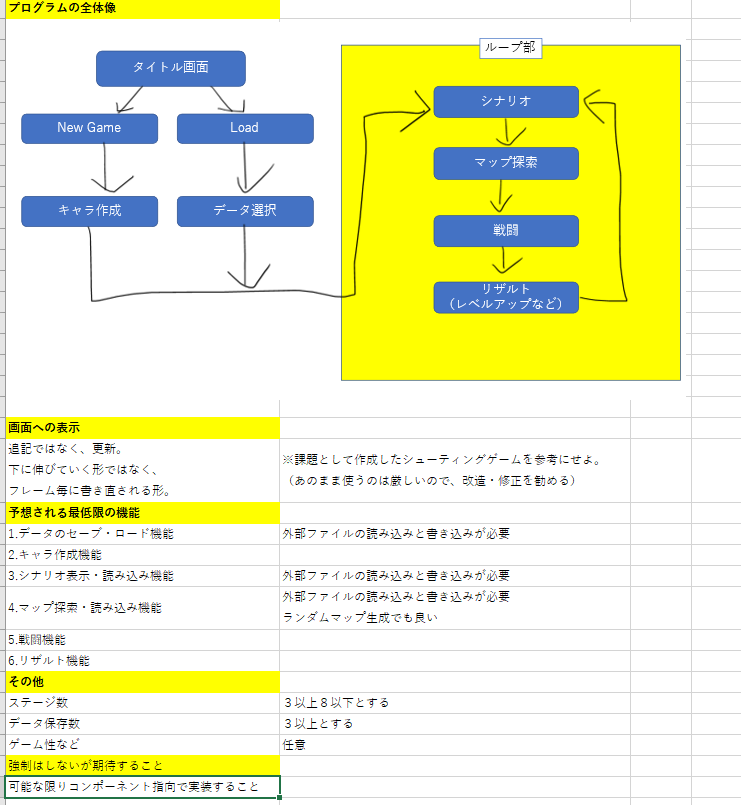 プログラムの全体像
ループ部
タイトル画面
シナリオ
New Game
Load
マップ探索
キャラ作成
データ選択
戦闘
リザルト
（レベルアップなど）
画面への表示
追記ではなく、更新。
下に伸びていく形ではなく、
フレーム毎に書き直される形。
※課題として作成したシューティングゲームを参考にせよ。
（あのまま使うのは厳しいので、改造・修正を勧める）
予想される最低限の機能
1.データのセーブ・ロード機能
外部ファイルの読み込みと書き込みが必要
2.キャラ作成機能
3.シナリオ表示・読み込み機能
外部ファイルの読み込みと書き込みが必要
4.マップ探索・読み込み機能
外部ファイルの読み込みと書き込みが必要
ランダムマップ生成でも良い
5.戦闘機能
6.リザルト機能
その他
ステージ数
３以上８以下とする
データ保存数
３以上とする
ゲーム性など
任意
強制はしないが期待すること
可能な限りコンポーネント指向で実装すること